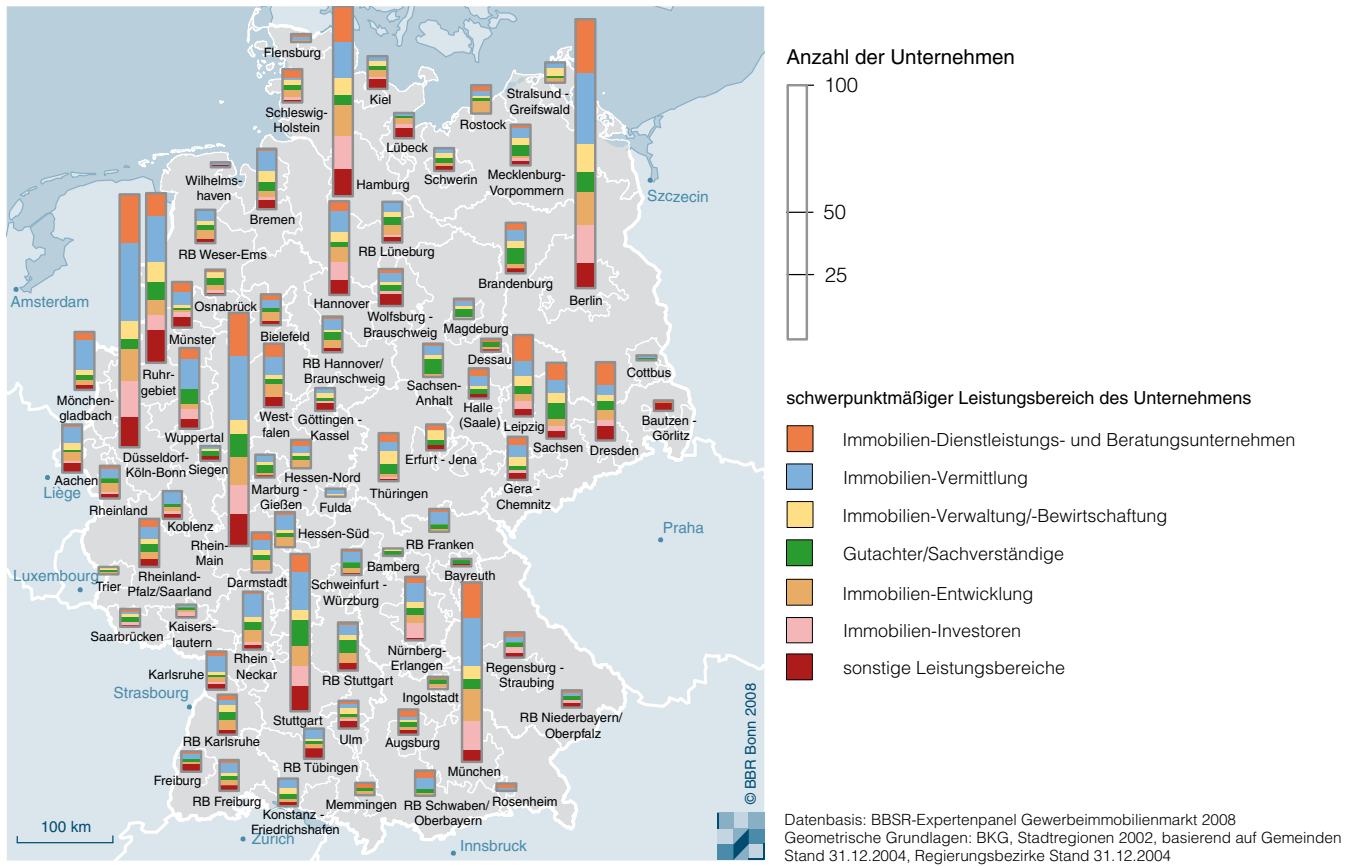 Flensburg
Schleswig-
Holstein
Kiel
Lübeck
Hamburg
Rostock
Stralsund -
Greifswald
Schwerin
Mecklenburg-
Vorpommern
Szczecin
Wilhelms-
haven
Bremen
RB Weser-Ems
RB Lüneburg
Brandenburg
Berlin
Amsterdam
Osnabrück
Hannover
Wolfsburg -
Brauschweig
Magdeburg
Münster
Bielefeld
RB Hannover/
Braunschweig
Dessau
Cottbus
Ruhr-
gebiet
Mönchen-
gladbach
Wuppertal
West-
falen
Göttingen -
Kassel
Sachsen-
Anhalt
Halle
(Saale)
Leipzig
Sachsen
Dresden
Bautzen -
Görlitz
Düsseldorf-
Köln-Bonn
Siegen
Aachen
Liège
Rheinland
Marburg -
Gießen
Hessen-Nord
Erfurt - Jena
Thüringen
Gera -
Chemnitz
Fulda
Koblenz
Rhein-
Main
Hessen-Süd
RB Franken
Praha
Luxembourg
Trier
Rheinland-
Pfalz/Saarland
Darmstadt
Schweinfurt -
Würzburg
Bamberg
Bayreuth
Saarbrücken
Kaisers-
lautern
Rhein -
Neckar
Nürnberg-
Erlangen
Regensburg -
Straubing
Karlsruhe
Strasbourg
RB Stuttgart
Ingolstadt
RB Niederbayern/
Oberpfalz
Stuttgart
RB Karlsruhe
Ulm
Augsburg
München
RB Tübingen
Freiburg
RB Freiburg
Konstanz -
Friedrichshafen
Memmingen
RB Schwaben/
Oberbayern
Rosenheim
100 km
Zürich
Innsbruck
© BBR Bonn 2008
Anzahl der Unternehmen
100
50
25
schwerpunktmäßiger Leistungsbereich des Unternehmens
Immobilien-Dienstleistungs- und Beratungsunternehmen
Immobilien-Vermittlung
Immobilien-Verwaltung/-Bewirtschaftung
Gutachter/Sachverständige
Immobilien-Entwicklung
Immobilien-Investoren
sonstige Leistungsbereiche
Datenbasis: BBSR-Expertenpanel Gewerbeimmobilienmarkt 2008
Geometrische Grundlagen: BKG, Stadtregionen 2002, basierend auf Gemeinden
Stand 31.12.2004, Regierungsbezirke Stand 31.12.2004